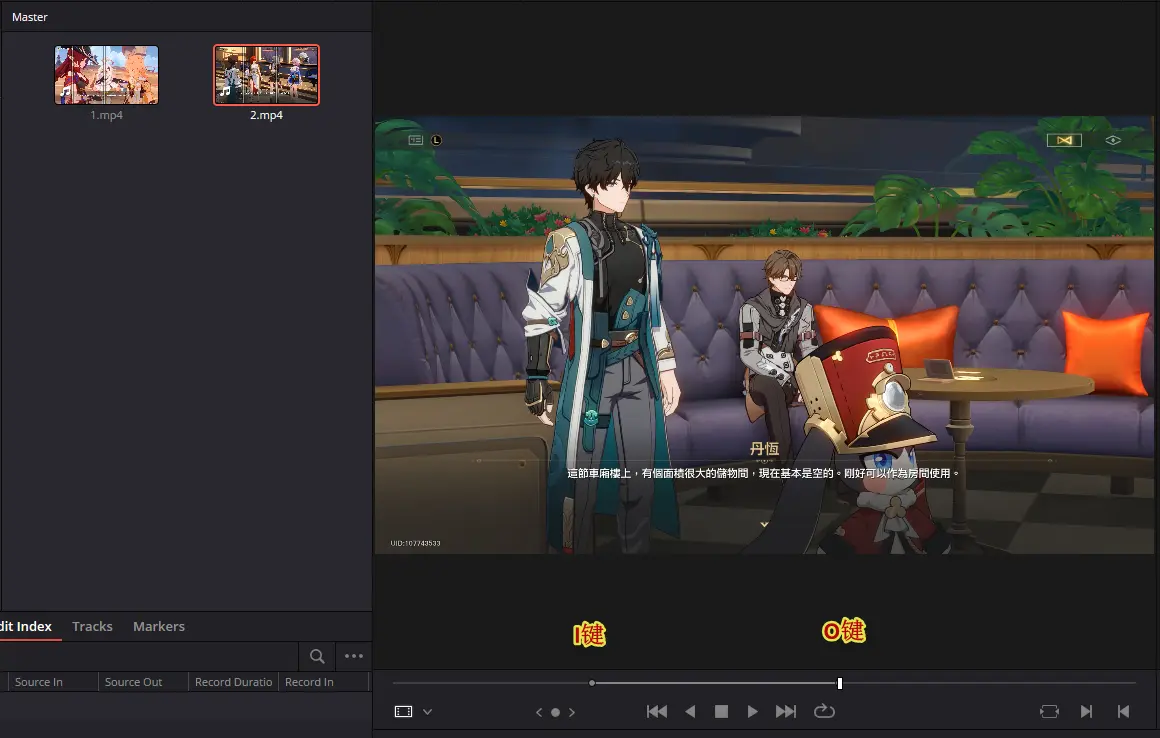 Master
1.mp4
2.mp4
L
丹恆
這節車廂樓上，有個面積很大的儲物間，現在基本是空的。剛好可以作為房間使用。
UID:107743533
dit Index
Tracks
Markers
I键
O键
Source In
Source Out
Record Duratio
Record In